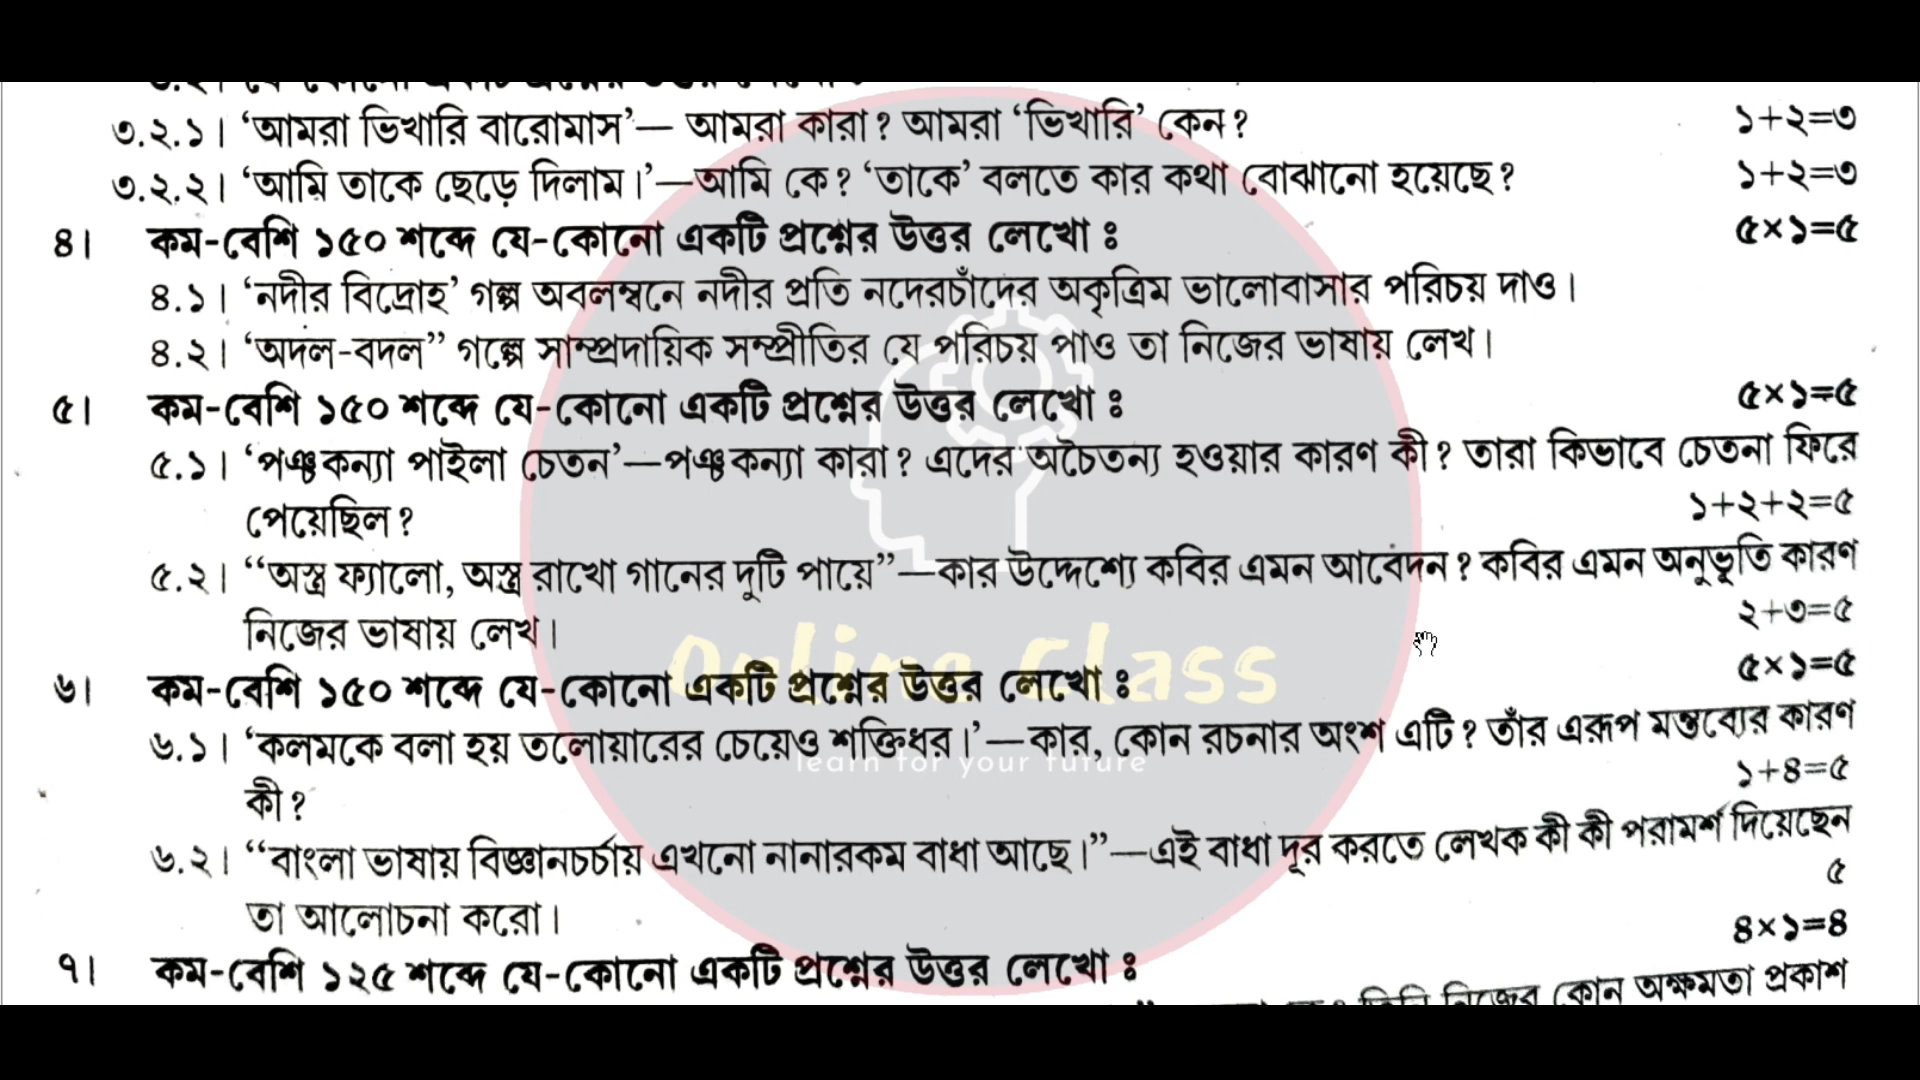 ৩.২.১। ‘আমরা ভিখারি বারোমাস’— আমরা কারা? আমরা ‘ভিখারি’ কেন? ১+২=৩
৩.২.২। ‘আমি তাকে ছেড়ে দিলাম।’—আমি কে? ‘তাকে’ বলতে কার কথা বোঝানো হয়েছে? ১+২=৩
৪। কম-বেশি ১৫০ শব্দে যে-কোনো একটি প্রশ্নের উত্তর লেখো ঃ ৫×১=৫
৪.১। ‘নদীর বিদ্রোহ’ গল্প অবলম্বনে নদীর প্রতি নদেরচাঁদের অকৃত্রিম ভালোবাসার পরিচয় দাও।
৪.২। ‘অদল-বদল” গল্পে সাম্প্রদায়িক সম্প্রীতির যে পরিচয় পাও তা নিজের ভাষায় লেখ।
৫। কম-বেশি ১৫০ শব্দে যে-কোনো একটি প্রশ্নের উত্তর লেখো ঃ ৫×১=৫
৫.১। ‘পঞ্চকন্যা পাইলা চেতন’—পঞ্চকন্যা কারা? এদের অচৈতন্য হওয়ার কারণ কী? তারা কিভাবে চেতনা ফিরে
পেয়েছিল? ১+২+২=৫
৫.২। “অস্ত্র ফ্যালো, অস্ত্র রাখো গানের দুটি পায়ে”—কার উদ্দেশ্যে কবির এমন আবেদন? কবির এমন অনুভূতি কারণ
নিজের ভাষায় লেখ। ২+৩=৫
Online Class
৬। কম-বেশি ১৫০ শব্দে যে-কোনো একটি প্রশ্নের উত্তর লেখো ঃ ৫×১=৫
৬.১। ‘কলমকে বলা হয় তলোয়ারের চেয়েও শক্তিধর।’—কার, কোন রচনার অংশ এটি? তাঁর এরূপ মন্তব্যের কারণ
learn for your future
কী? ১+৪=৫
৬.২। “বাংলা ভাষায় বিজ্ঞানচর্চায় এখনো নানারকম বাধা আছে।”—এই বাধা দূর করতে লেখক কী কী পরামর্শ দিয়েছেন
তা আলোচনা করো। ৫
৭। কম-বেশি ১২৫ শব্দে যে-কোনো একটি প্রশ্নের উত্তর লেখো ঃ ৪×১=৪
নিজের কোন অক্ষমতা প্রকাশ